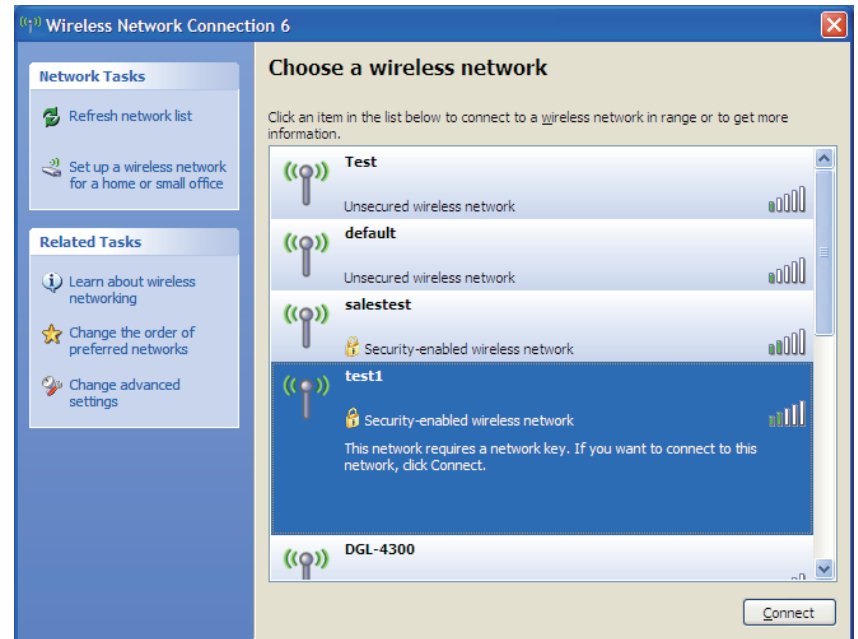 Wireless Network Connection 6
Network Tasks
Refresh network list
Set up a wireless network
for a home or small office
Related Tasks
Learn about wireless
networking
Change the order of
preferred networks
Change advanced
settings
Choose a wireless network
Click an item in the list below to connect to a wireless network in range or to get more
information.
Test
Unsecured wireless network
default
Unsecured wireless network
salestest
Security-enabled wireless network
test1
Security-enabled wireless network
This network requires a network key. If you want to connect to this
network, click Connect.
DGL-4300
Connect